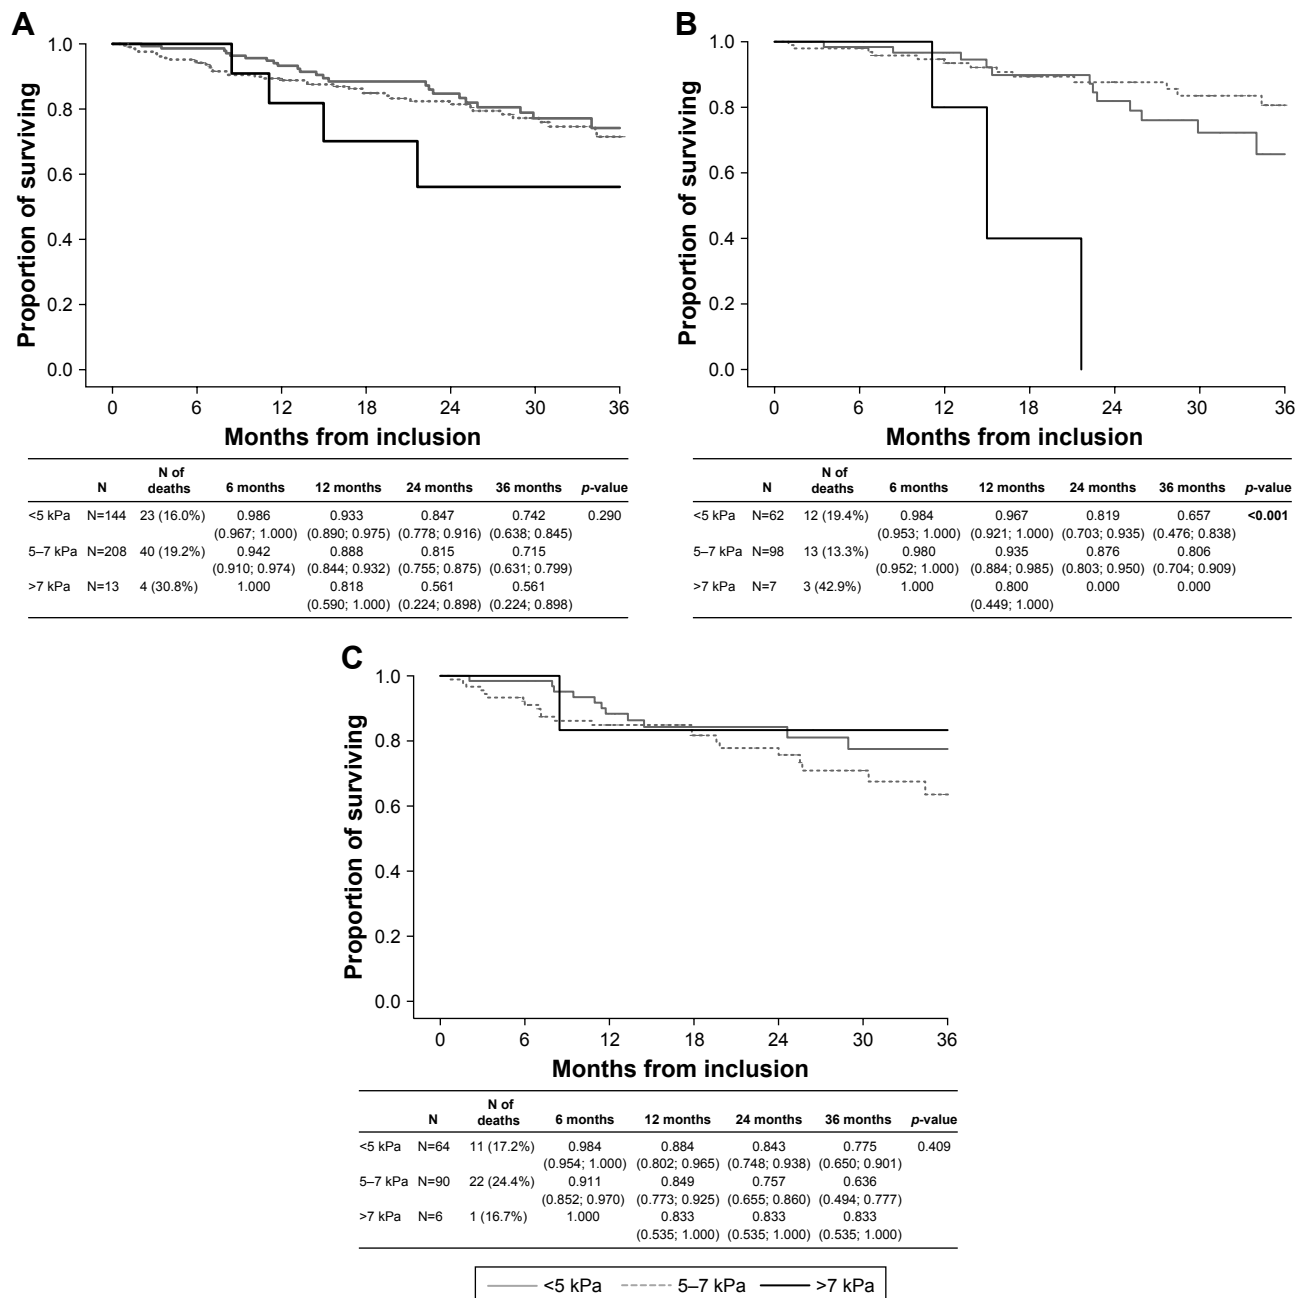 A
Proportion of surviving
1.0
0.8
0.6
0.4
0.2
0.0
0 6 12 18 24 30 36
Months from inclusion
N N of deaths 6 months 12 months 24 months 36 months p-value
<5 kPa N=144 23 (16.0%) 0.986 0.933 0.847 0.742 0.290
(0.967; 1.000) (0.890; 0.975) (0.778; 0.916) (0.638; 0.845)
5–7 kPa N=208 40 (19.2%) 0.942 0.888 0.815 0.715
(0.910; 0.974) (0.844; 0.932) (0.755; 0.875) (0.631; 0.799)
>7 kPa N=13 4 (30.8%) 1.000 0.818 0.561 0.561
(0.590; 1.000) (0.224; 0.898) (0.224; 0.898)
B
Proportion of surviving
1.0
0.8
0.6
0.4
0.2
0.0
0 6 12 18 24 30 36
Months from inclusion
N N of deaths 6 months 12 months 24 months 36 months p-value
<5 kPa N=62 12 (19.4%) 0.984 0.967 0.819 0.657 <0.001
(0.953; 1.000) (0.921; 1.000) (0.703; 0.935) (0.476; 0.838)
5–7 kPa N=98 13 (13.3%) 0.980 0.935 0.876 0.806
(0.952; 1.000) (0.884; 0.985) (0.803; 0.950) (0.704; 0.909)
>7 kPa N=7 3 (42.9%) 1.000 0.800 0.000 0.000
(0.449; 1.000)
C
Proportion of surviving
1.0
0.8
0.6
0.4
0.2
0.0
0 6 12 18 24 30 36
Months from inclusion
N N of deaths 6 months 12 months 24 months 36 months p-value
<5 kPa N=64 11 (17.2%) 0.984 0.884 0.843 0.775 0.409
(0.954; 1.000) (0.802; 0.965) (0.748; 0.938) (0.650; 0.901)
5–7 kPa N=90 22 (24.4%) 0.911 0.849 0.757 0.636
(0.852; 0.970) (0.773; 0.925) (0.655; 0.860) (0.494; 0.777)
>7 kPa N=6 1 (16.7%) 1.000 0.833 0.833 0.833
(0.535; 1.000) (0.535; 1.000) (0.535; 1.000)
<5 kPa 5–7 kPa >7 kPa